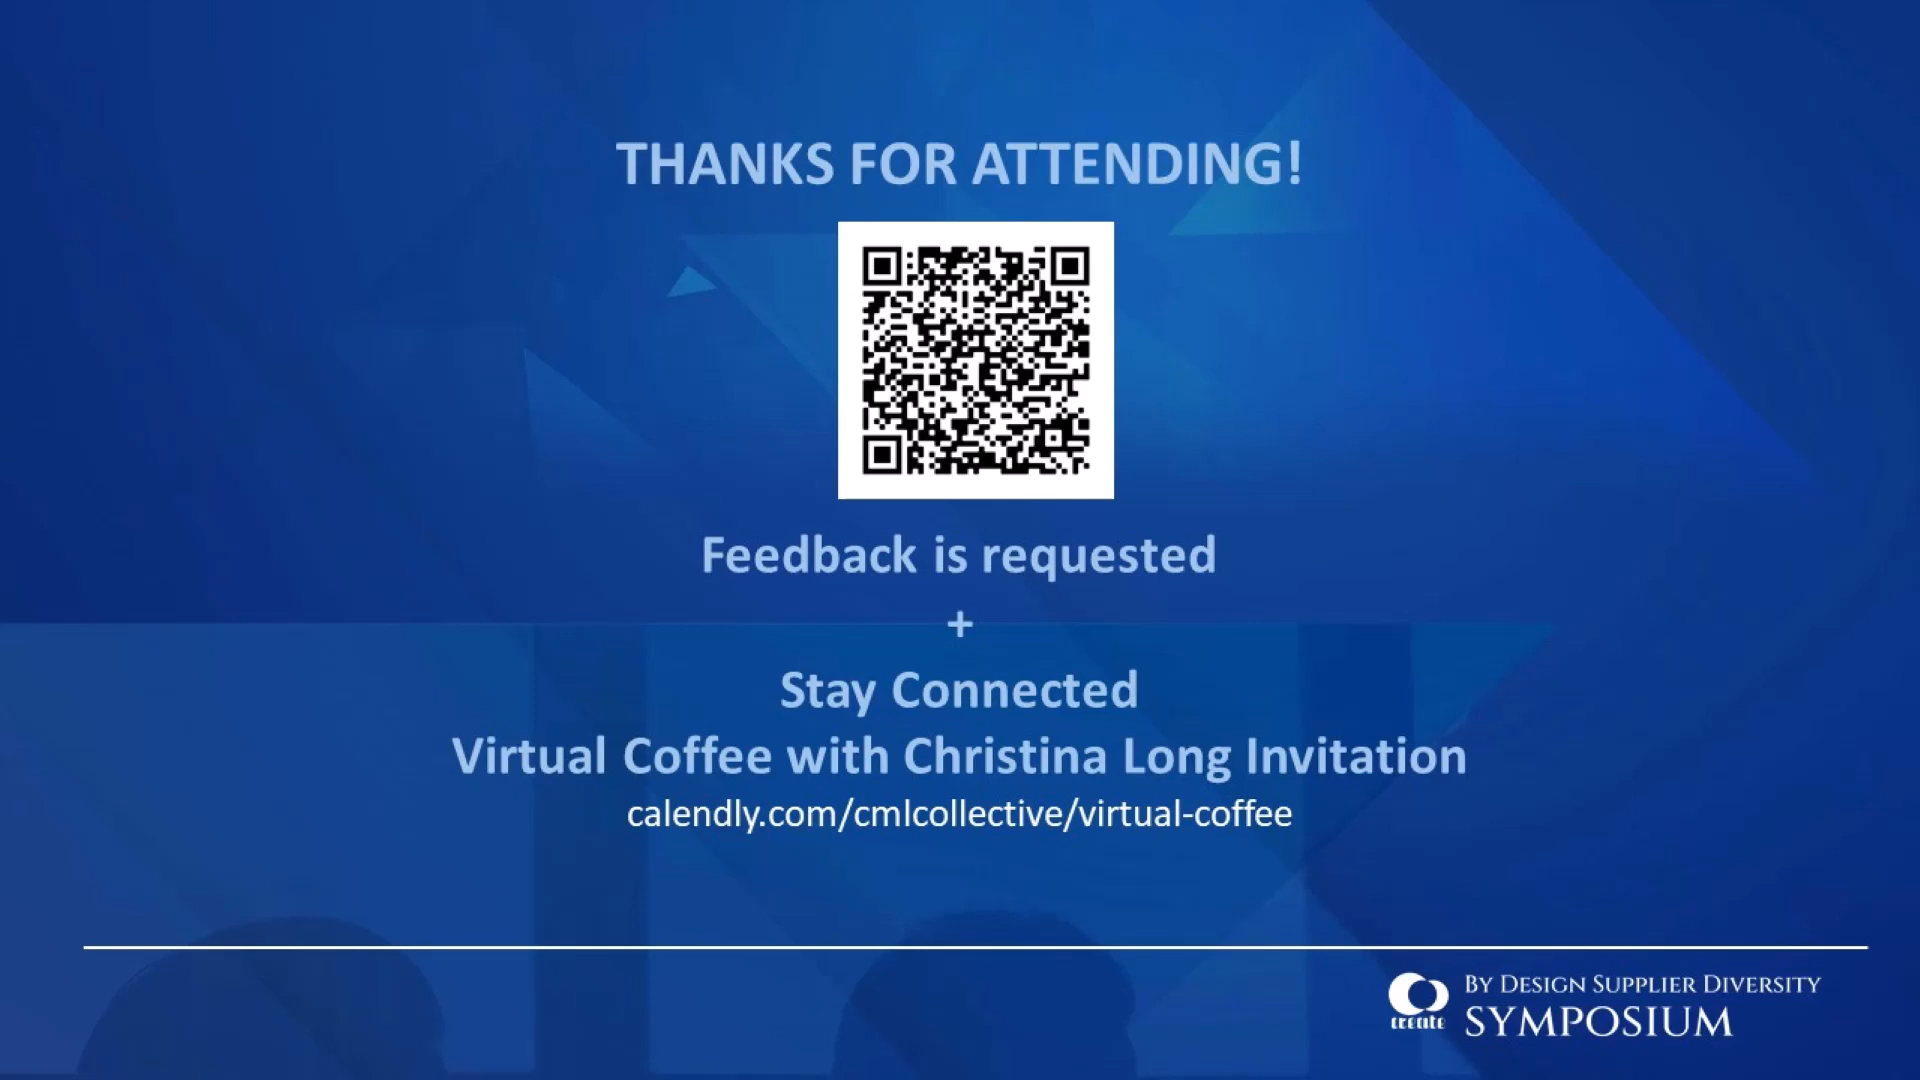 THANKS FOR ATTENDING!
Feedback is requested
+
Stay Connected
Virtual Coffee with Christina Long Invitation
calendly.com/cmlcollective/virtual-coffee
create
BY DESIGN SUPPLIER DIVERSITY
SYMPOSIUM